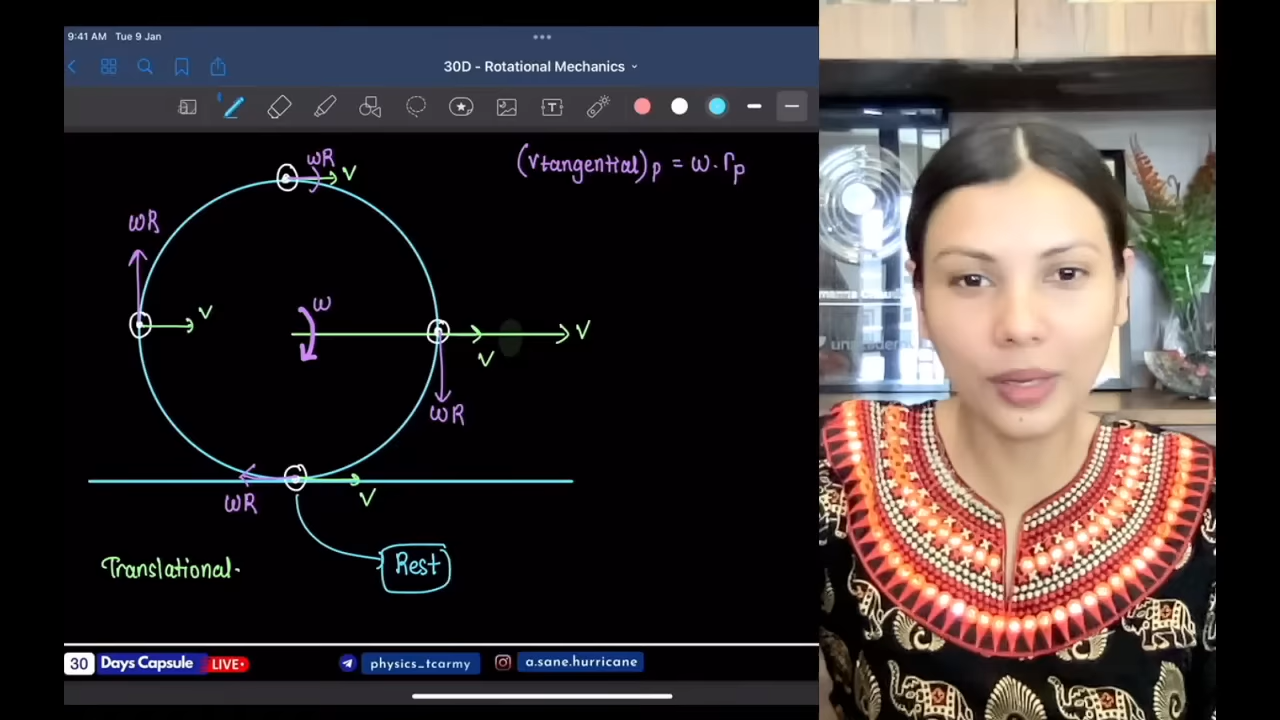 9:41 AM Tue 9 Jan
30D - Rotational Mechanics
T
(vtangential)p = ω.rp
ωR
v
ωR
v
ω
v
v
ωR
ωR
v
Rest
Translational.
30 Days Capsule LIVE
physics_tcarmy
a.sane.hurricane